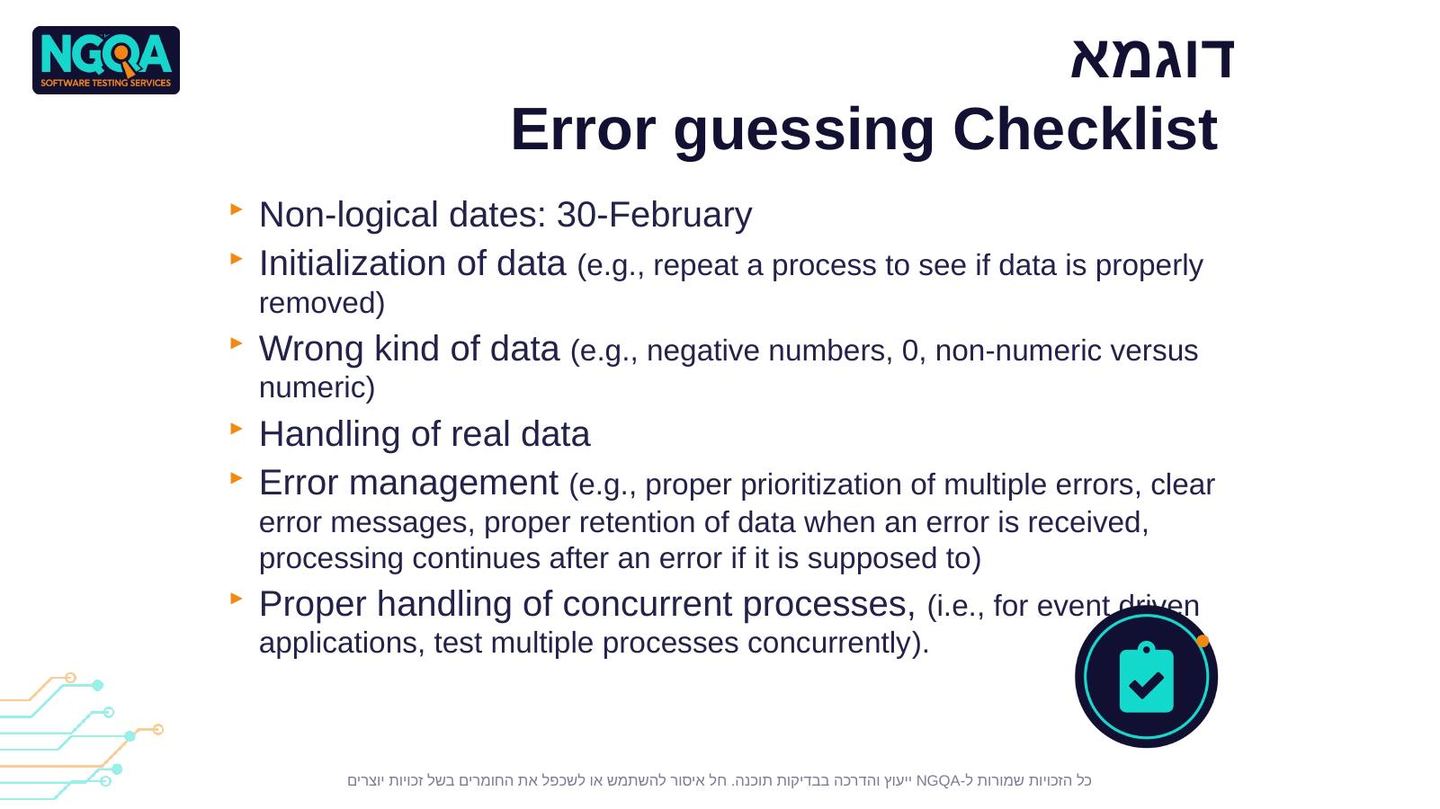 NGQA
SOFTWARE TESTING SERVICES
דוגמא
Error guessing Checklist
Non-logical dates: 30-February
Initialization of data (e.g., repeat a process to see if data is properly
removed)
Wrong kind of data (e.g., negative numbers, 0, non-numeric versus
numeric)
Handling of real data
Error management (e.g., proper prioritization of multiple errors, clear
error messages, proper retention of data when an error is received,
processing continues after an error if it is supposed to)
Proper handling of concurrent processes, (i.e., for event driven
applications, test multiple processes concurrently).
כל הזכויות שמורות ל-NGQA ייעוץ והדרכה בבדיקות תוכנה. חל איסור להשתמש או לשכפל את החומרים בשל זכויות יוצרים